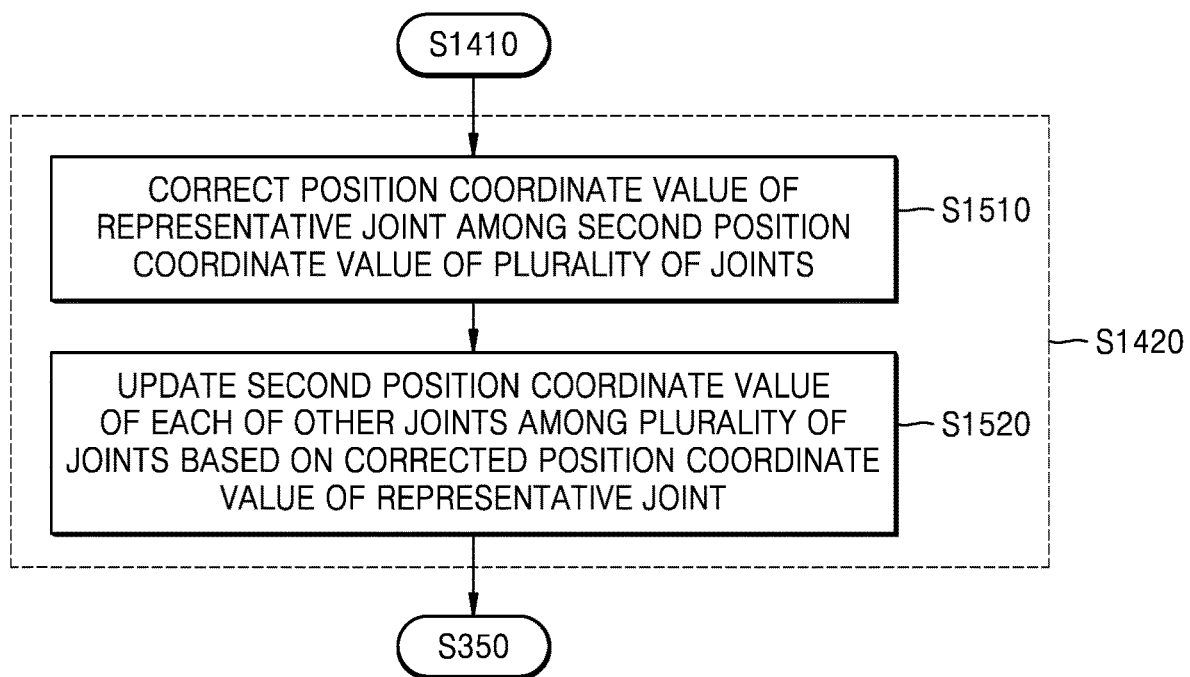 S1410
CORRECT POSITION COORDINATE VALUE OF
REPRESENTATIVE JOINT AMONG SECOND POSITION
COORDINATE VALUE OF PLURALITY OF JOINTS
S1510
S1420
UPDATE SECOND POSITION COORDINATE VALUE
OF EACH OF OTHER JOINTS AMONG PLURALITY OF
JOINTS BASED ON CORRECTED POSITION COORDINATE
VALUE OF REPRESENTATIVE JOINT
S1520
S350